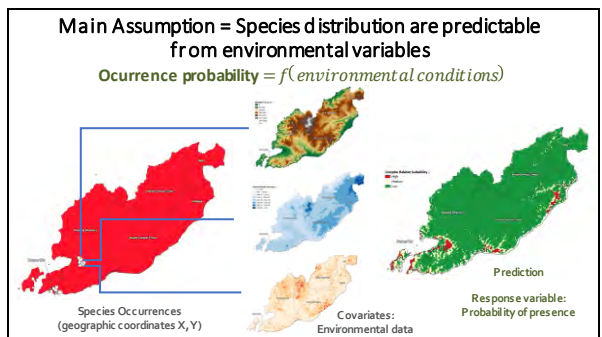 Main Assumption = Species distribution are predictable
from environmental variables
Ocurrence probability = f(environmental conditions)
Species Occurrences
(geographic coordinates X, Y)
Covariates:
Environmental data
Prediction
Response variable:
Probability of presence